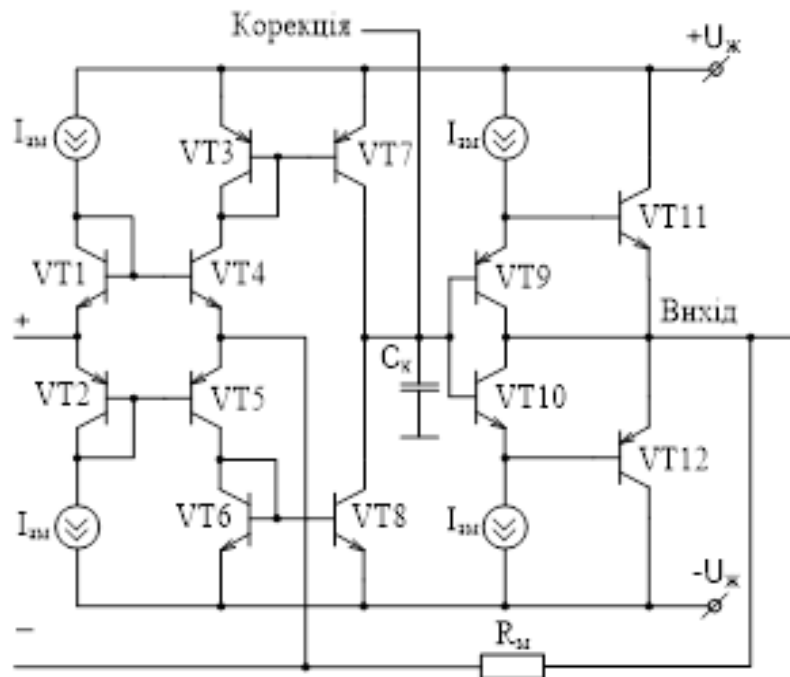 Корекція
+Uж
Iзм
VT3
VT7
Iзм
VT11
VT1
VT4
VT9
+
Вихід
Cк
VT2
VT5
VT10
VT12
Iзм
VT6
VT8
Iзм
-Uж
−
Rзм